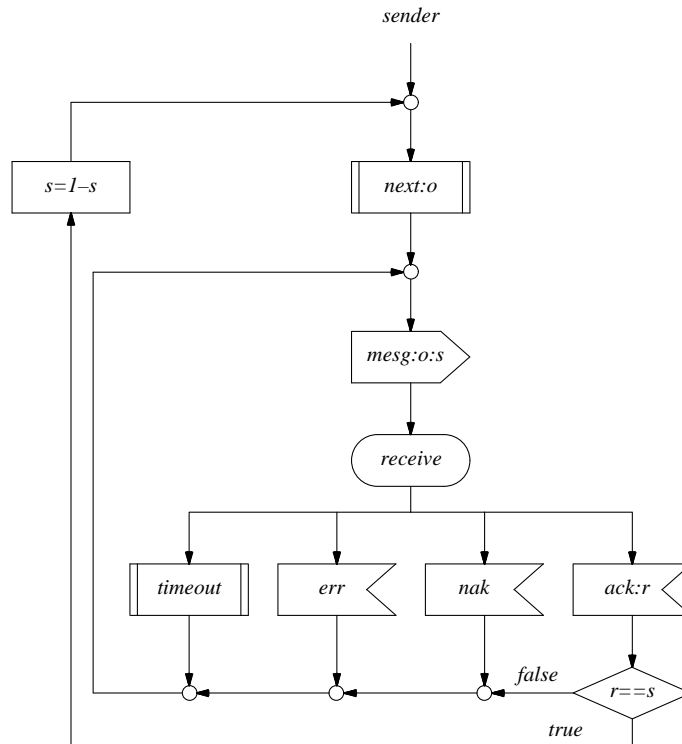 sender
s=1–s
next:o
mesg:o:s
receive
timeout
err
nak
ack:r
false
r==s
true